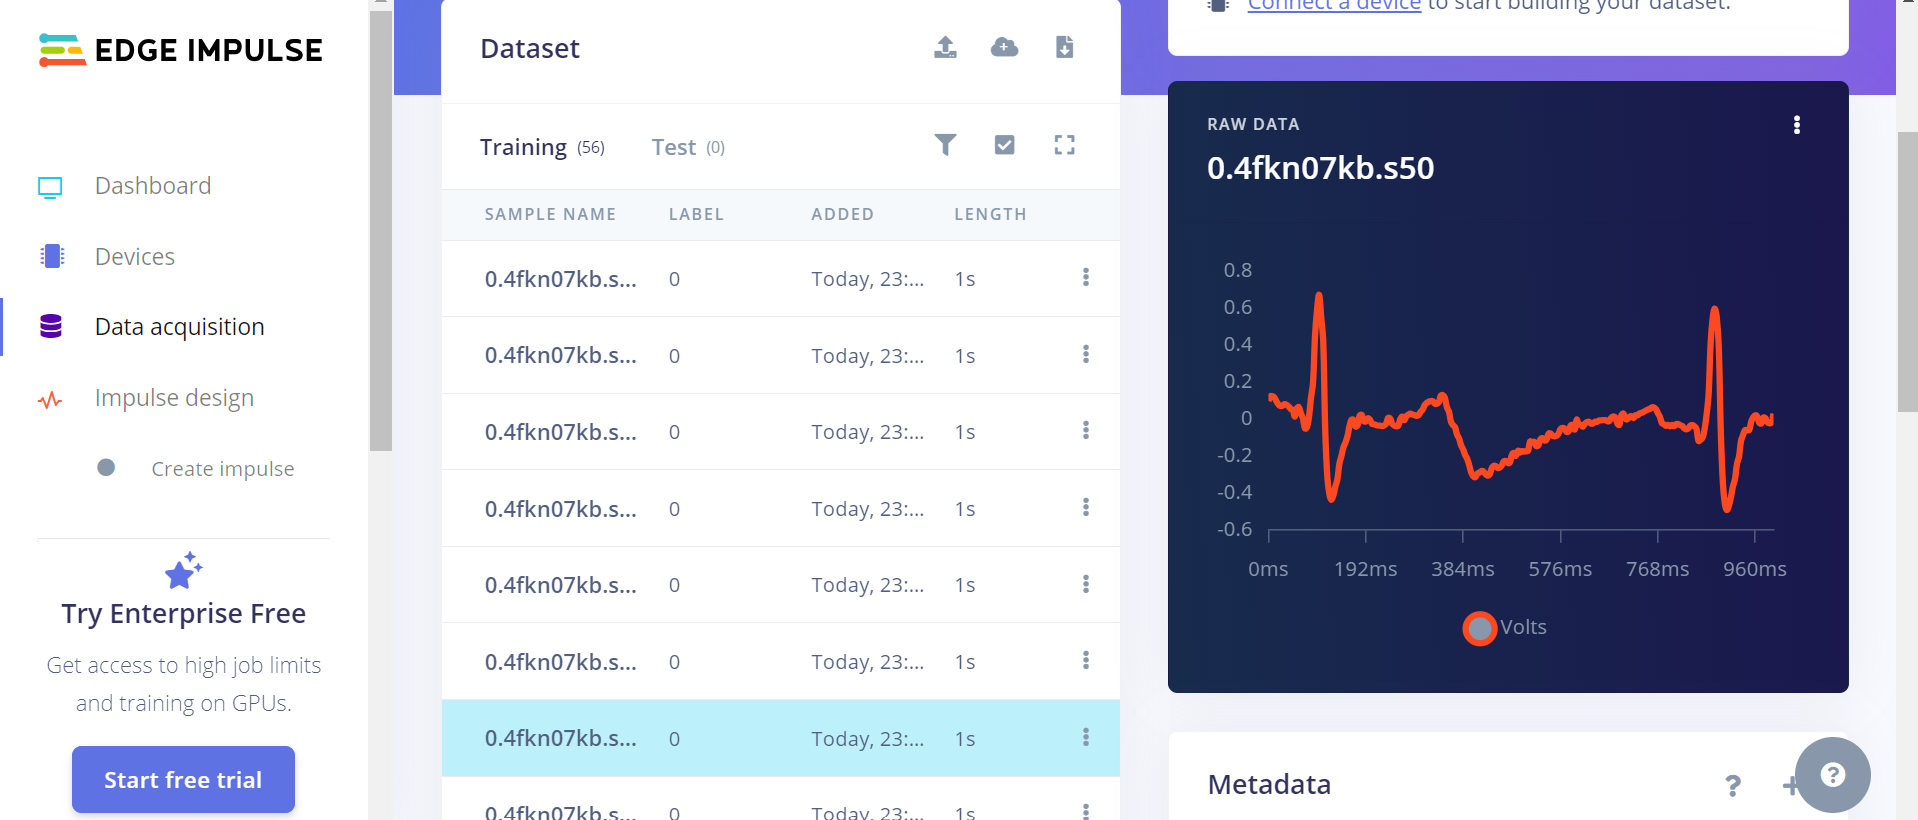 EDGE IMPULSE
Dashboard
Devices
Data acquisition
Impulse design
Create impulse
Try Enterprise Free
Get access to high job limits
and training on GPUs.
Start free trial
Dataset
Training (56) Test (0)
SAMPLE NAME LABEL ADDED LENGTH
0.4fkn07kb.s... 0 Today, 23:... 1s
0.4fkn07kb.s... 0 Today, 23:... 1s
0.4fkn07kb.s... 0 Today, 23:... 1s
0.4fkn07kb.s... 0 Today, 23:... 1s
0.4fkn07kb.s... 0 Today, 23:... 1s
0.4fkn07kb.s... 0 Today, 23:... 1s
0.4fkn07kb.s... 0 Today, 23:... 1s
0.4fkn07kb.s... 0 Today, 23:... 1s
Connect a device to start building your dataset.
RAW DATA
0.4fkn07kb.s50
0.8
0.6
0.4
0.2
0
-0.2
-0.4
-0.6
0ms 192ms 384ms 576ms 768ms 960ms
Volts
Metadata ? +
?